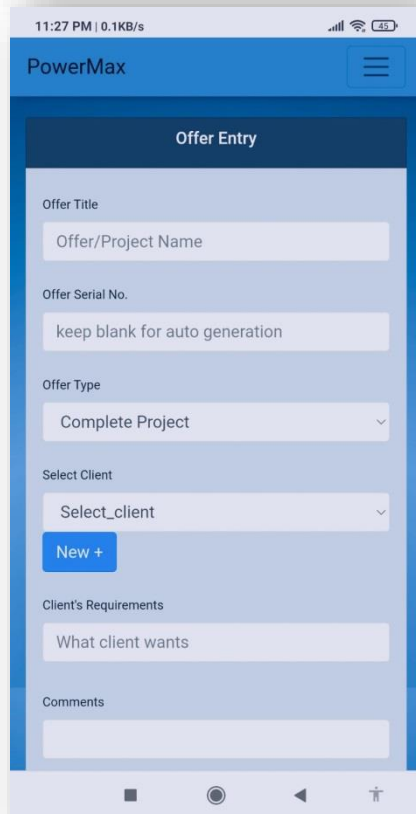 11:27 PM | 0.1KB/s 45
PowerMax
Offer Entry
Offer Title
Offer/Project Name
Offer Serial No.
keep blank for auto generation
Offer Type
Complete Project
Select Client
Select_client
New +
Client's Requirements
What client wants
Comments